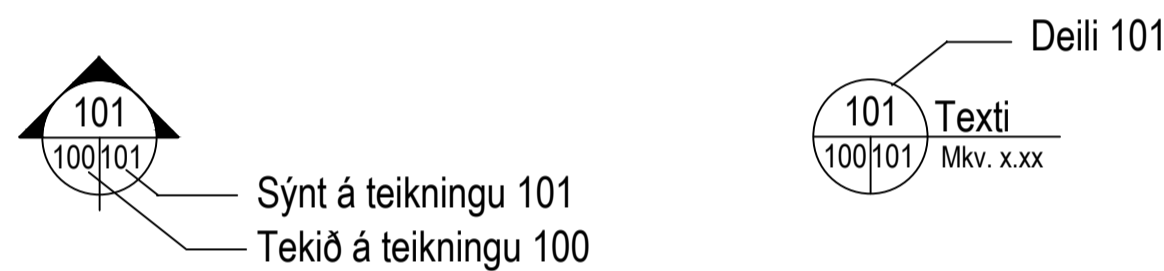 101
100 101
Sýnt á teikningu 101
Tekið á teikningu 100
Deili 101
101 Texti
100 101 Mkv. x.xx